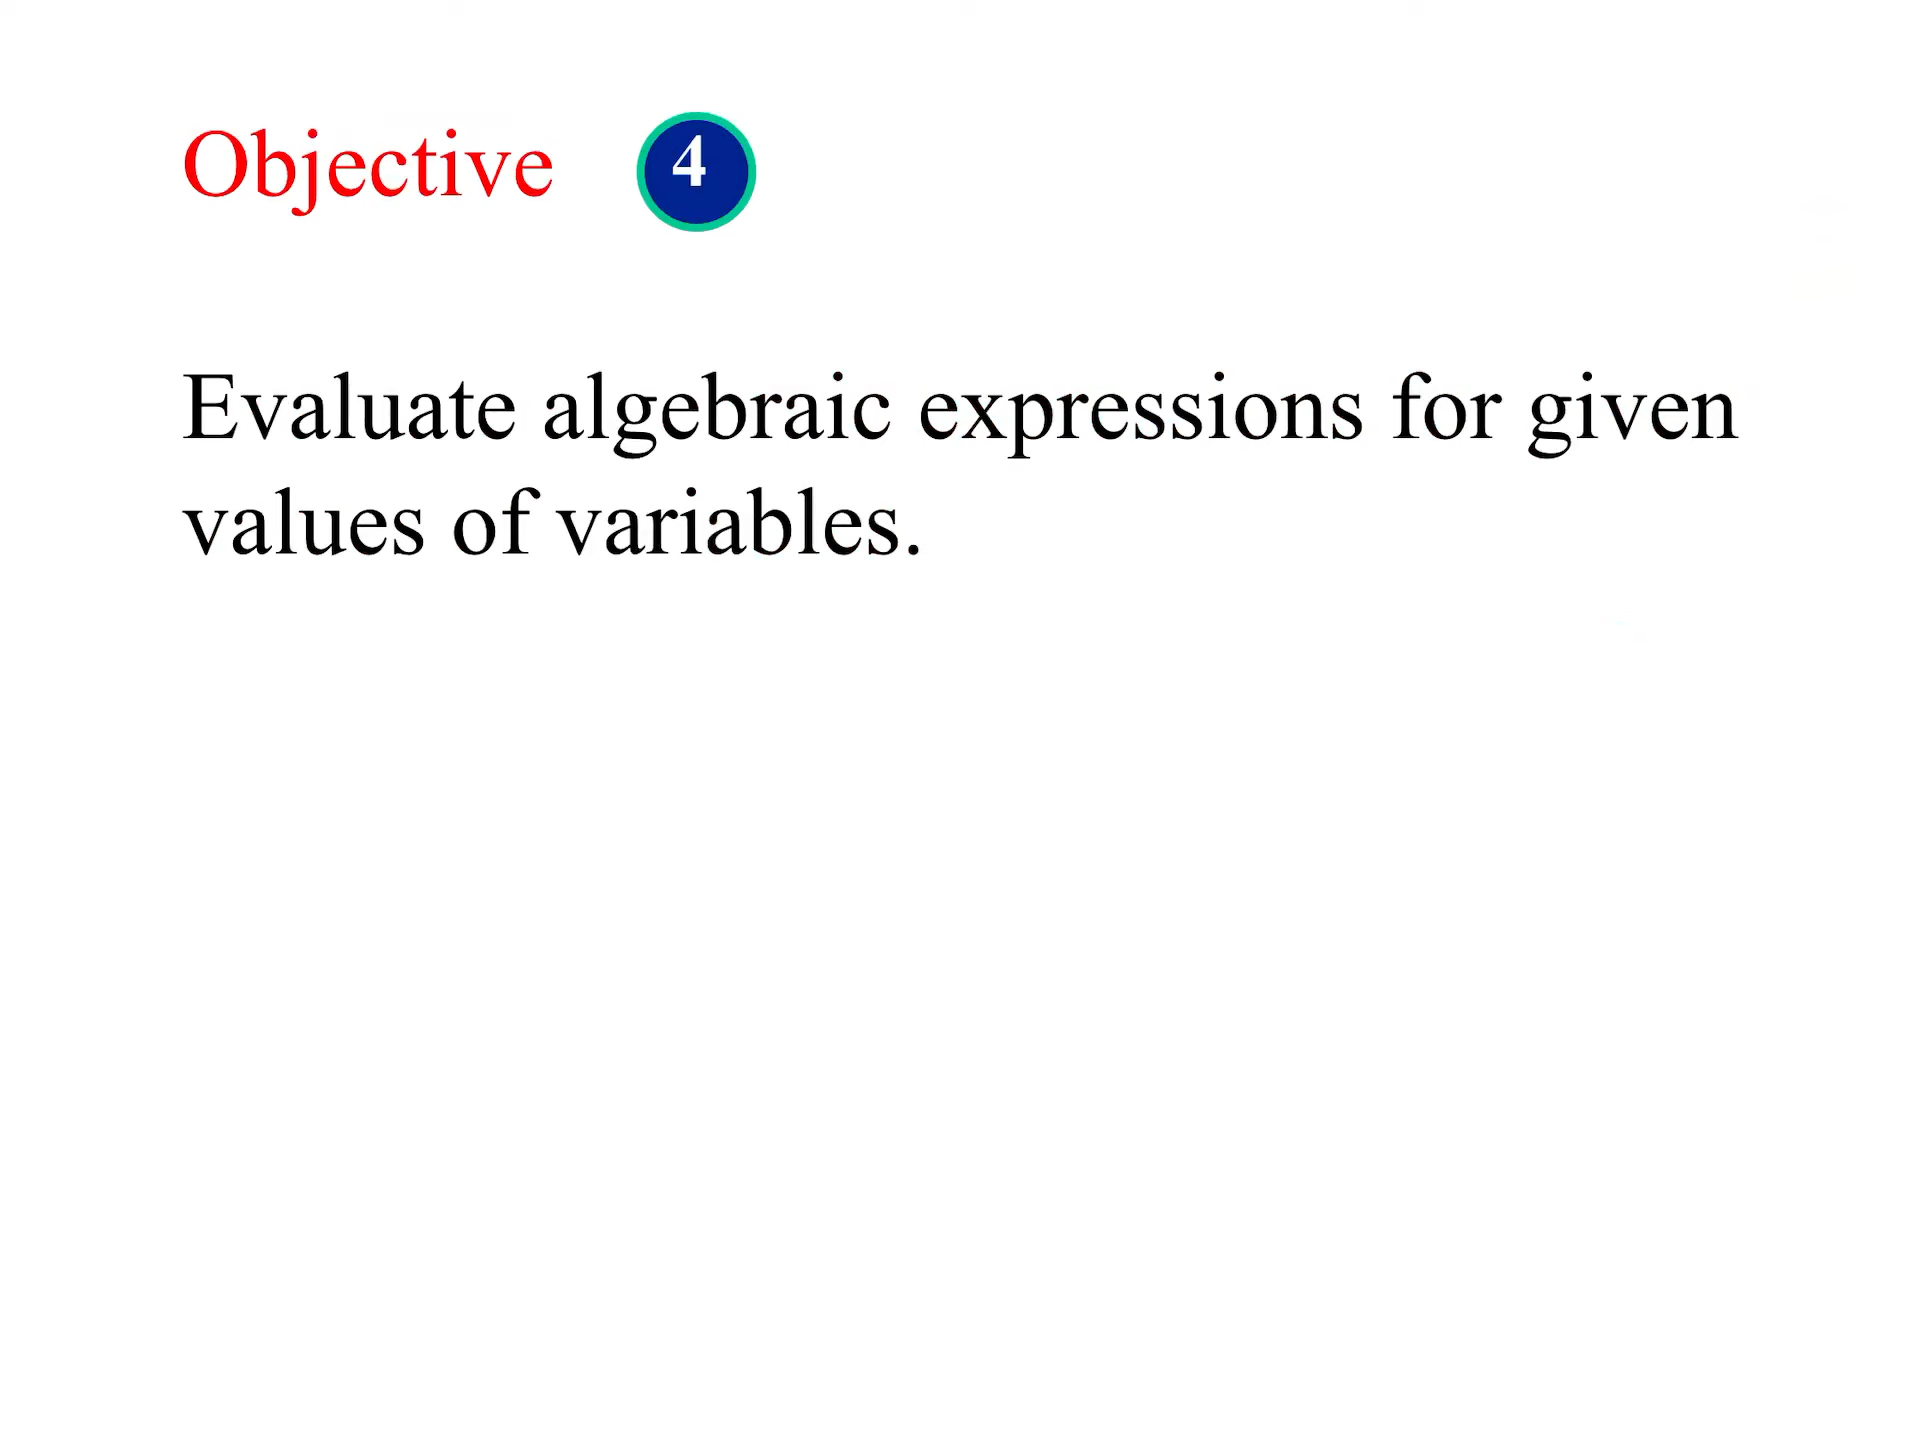 Objective 4
Evaluate algebraic expressions for given
values of variables.